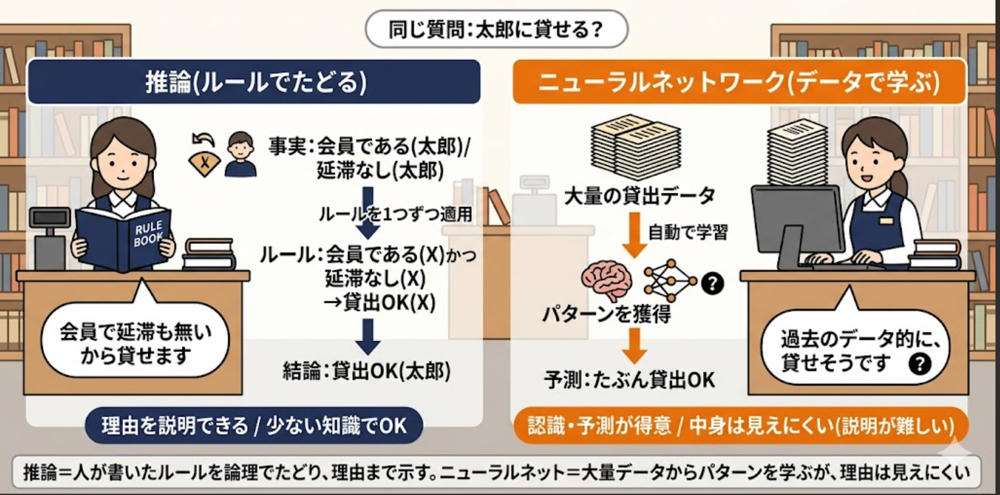 同じ質問：太郎に貸せる？
推論(ルールでたどる)
RULE
BOOK
X
事実：会員である(太郎)/
延滞なし(太郎)
ルールを1つずつ適用
ルール：会員である(X)かつ
延滞なし(X)
→貸出OK(X)
結論：貸出OK(太郎)
会員で延滞も無い
から貸せます
理由を説明できる / 少ない知識でOK
ニューラルネットワーク(データで学ぶ)
大量の貸出データ
自動で学習
?
パターンを獲得
予測：たぶん貸出OK
過去のデータ的に、
貸せそうです ?
認識・予測が得意 / 中身は見えにくい(説明が難しい)
推論＝人が書いたルールを論理でたどり、理由まで示す。ニューラルネット＝大量データからパターンを学ぶが、理由は見えにくい